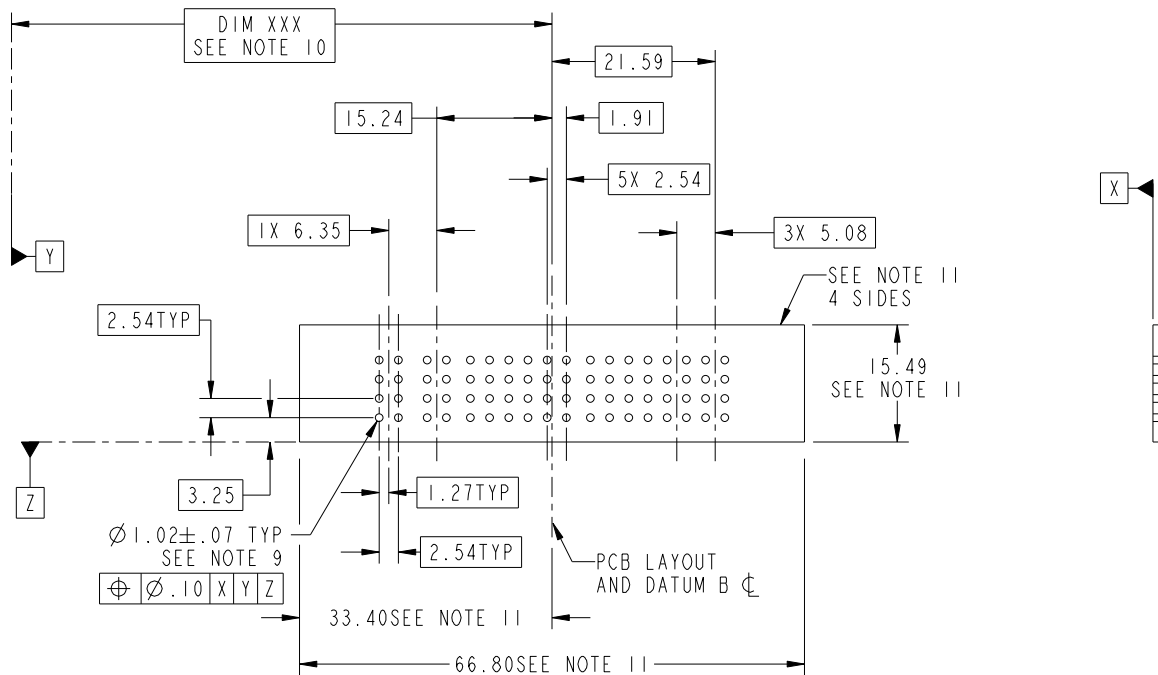 DIM XXX
SEE NOTE 10
21.59
15.24
1.91
5X 2.54
X
1X 6.35
3X 5.08
Y
SEE NOTE 11
4 SIDES
2.54TYP
15.49
SEE NOTE 11
Z
3.25
1.27TYP
Ø1.02±.07 TYP
SEE NOTE 9
⌖ Ø.10 X Y Z
2.54TYP
PCB LAYOUT
AND DATUM B ℄
33.40SEE NOTE 11
66.80SEE NOTE 11